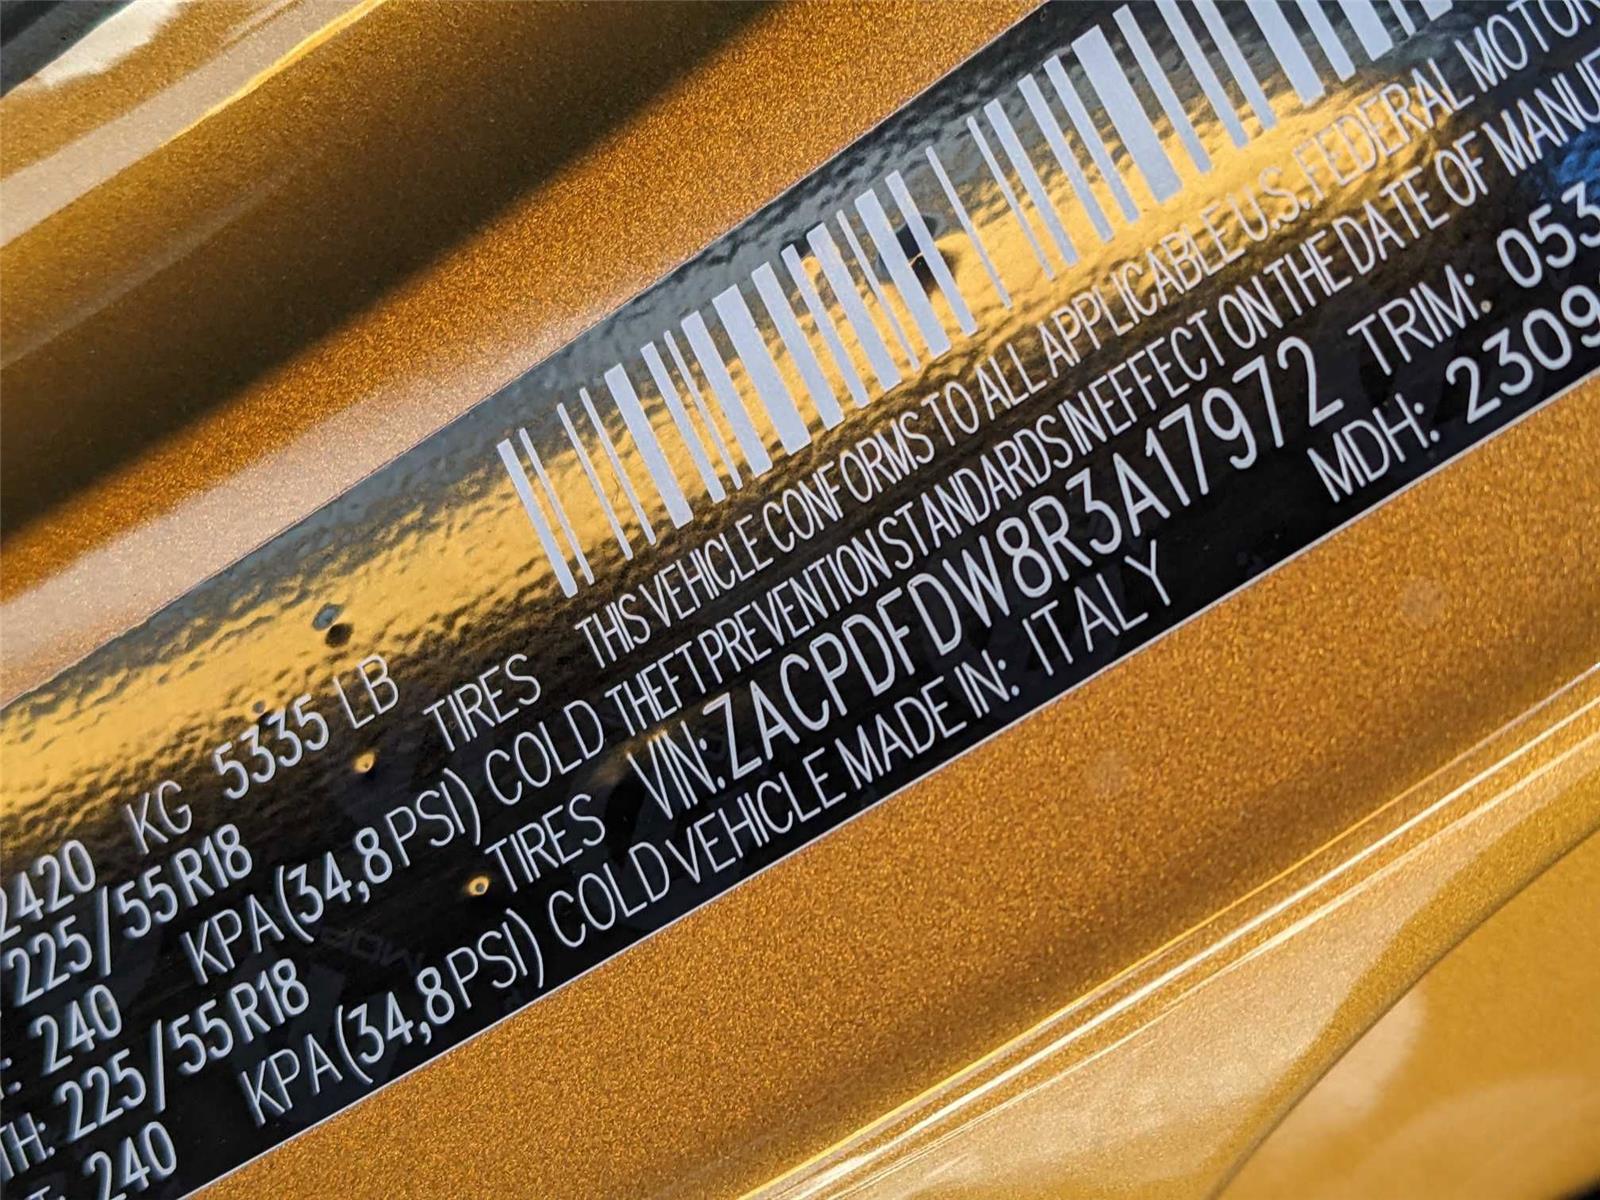 2420 KG 5335 LB
225/55R18 TIRES
240 KPA(34,8PSI) COLD
TH: 225/55R18 TIRES
240 KPA(34,8PSI) COLD
THIS VEHICLE CONFORMS TO ALL APPLICABLE U.S. FEDERAL MOTOR
THEFT PREVENTION STANDARDS IN EFFECT ON THE DATE OF MANUF
VIN: ZACPDFDW8R3A17972 TRIM: 053
VEHICLE MADE IN: ITALY MDH: 2309